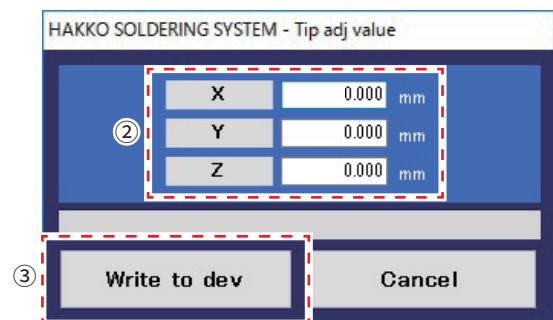 HAKKO SOLDERING SYSTEM - Tip adj value
X 0.000 mm
② Y 0.000 mm
Z 0.000 mm
③ Write to dev Cancel